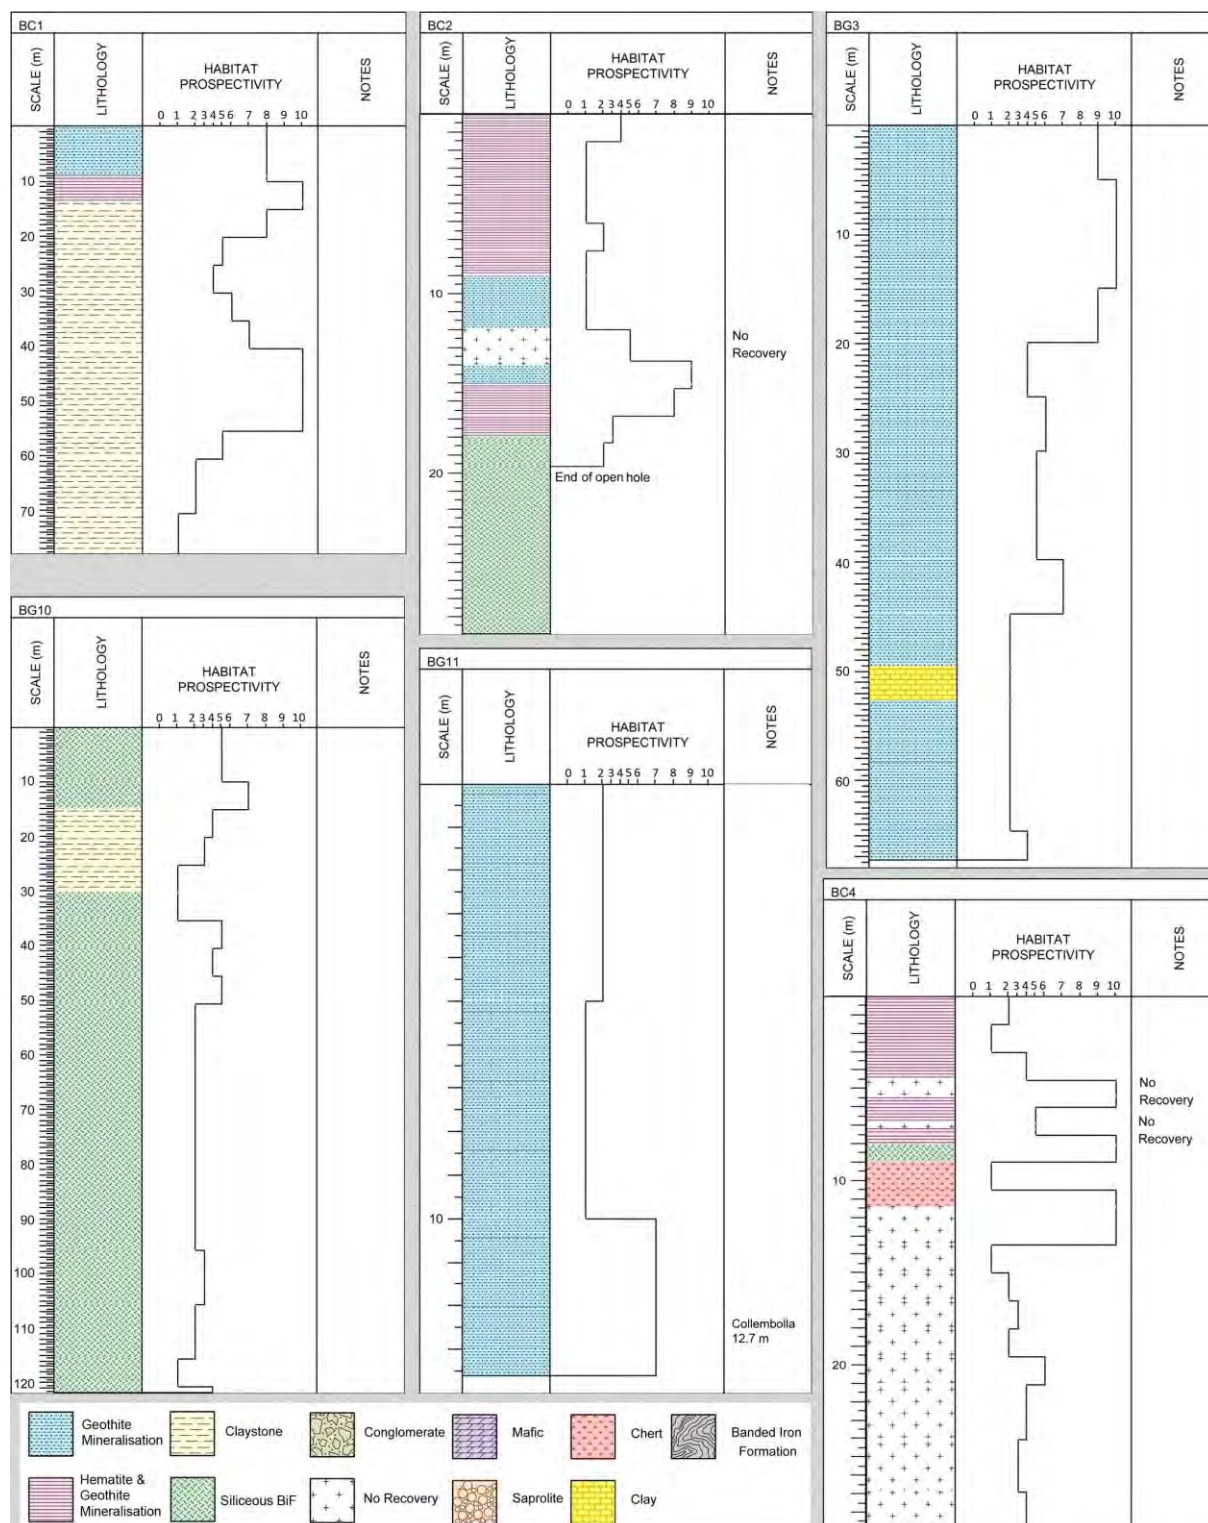 BC1
SCALE (m)
LITHOLOGY
HABITAT
PROSPECTIVITY
NOTES
0 1 2 3 4 5 6 7 8 9 10
10
20
30
40
50
60
70
BC2
SCALE (m)
LITHOLOGY
HABITAT
PROSPECTIVITY
NOTES
0 1 2 3 4 5 6 7 8 9 10
10
No
Recovery
20
End of open hole
BG3
SCALE (m)
LITHOLOGY
HABITAT
PROSPECTIVITY
NOTES
0 1 2 3 4 5 6 7 8 9 10
10
20
30
40
50
60
BG10
SCALE (m)
LITHOLOGY
HABITAT
PROSPECTIVITY
NOTES
0 1 2 3 4 5 6 7 8 9 10
10
20
30
40
50
60
70
80
90
100
110
120
BG11
SCALE (m)
LITHOLOGY
HABITAT
PROSPECTIVITY
NOTES
0 1 2 3 4 5 6 7 8 9 10
10
Collembolla
12.7 m
BC4
SCALE (m)
LITHOLOGY
HABITAT
PROSPECTIVITY
NOTES
0 1 2 3 4 5 6 7 8 9 10
No
Recovery
No
Recovery
10
20
Geothite
Mineralisation
Claystone
Conglomerate
Mafic
Chert
Banded Iron
Formation
Hematite &
Geothite
Mineralisation
Siliceous BiF
No Recovery
Saprolite
Clay